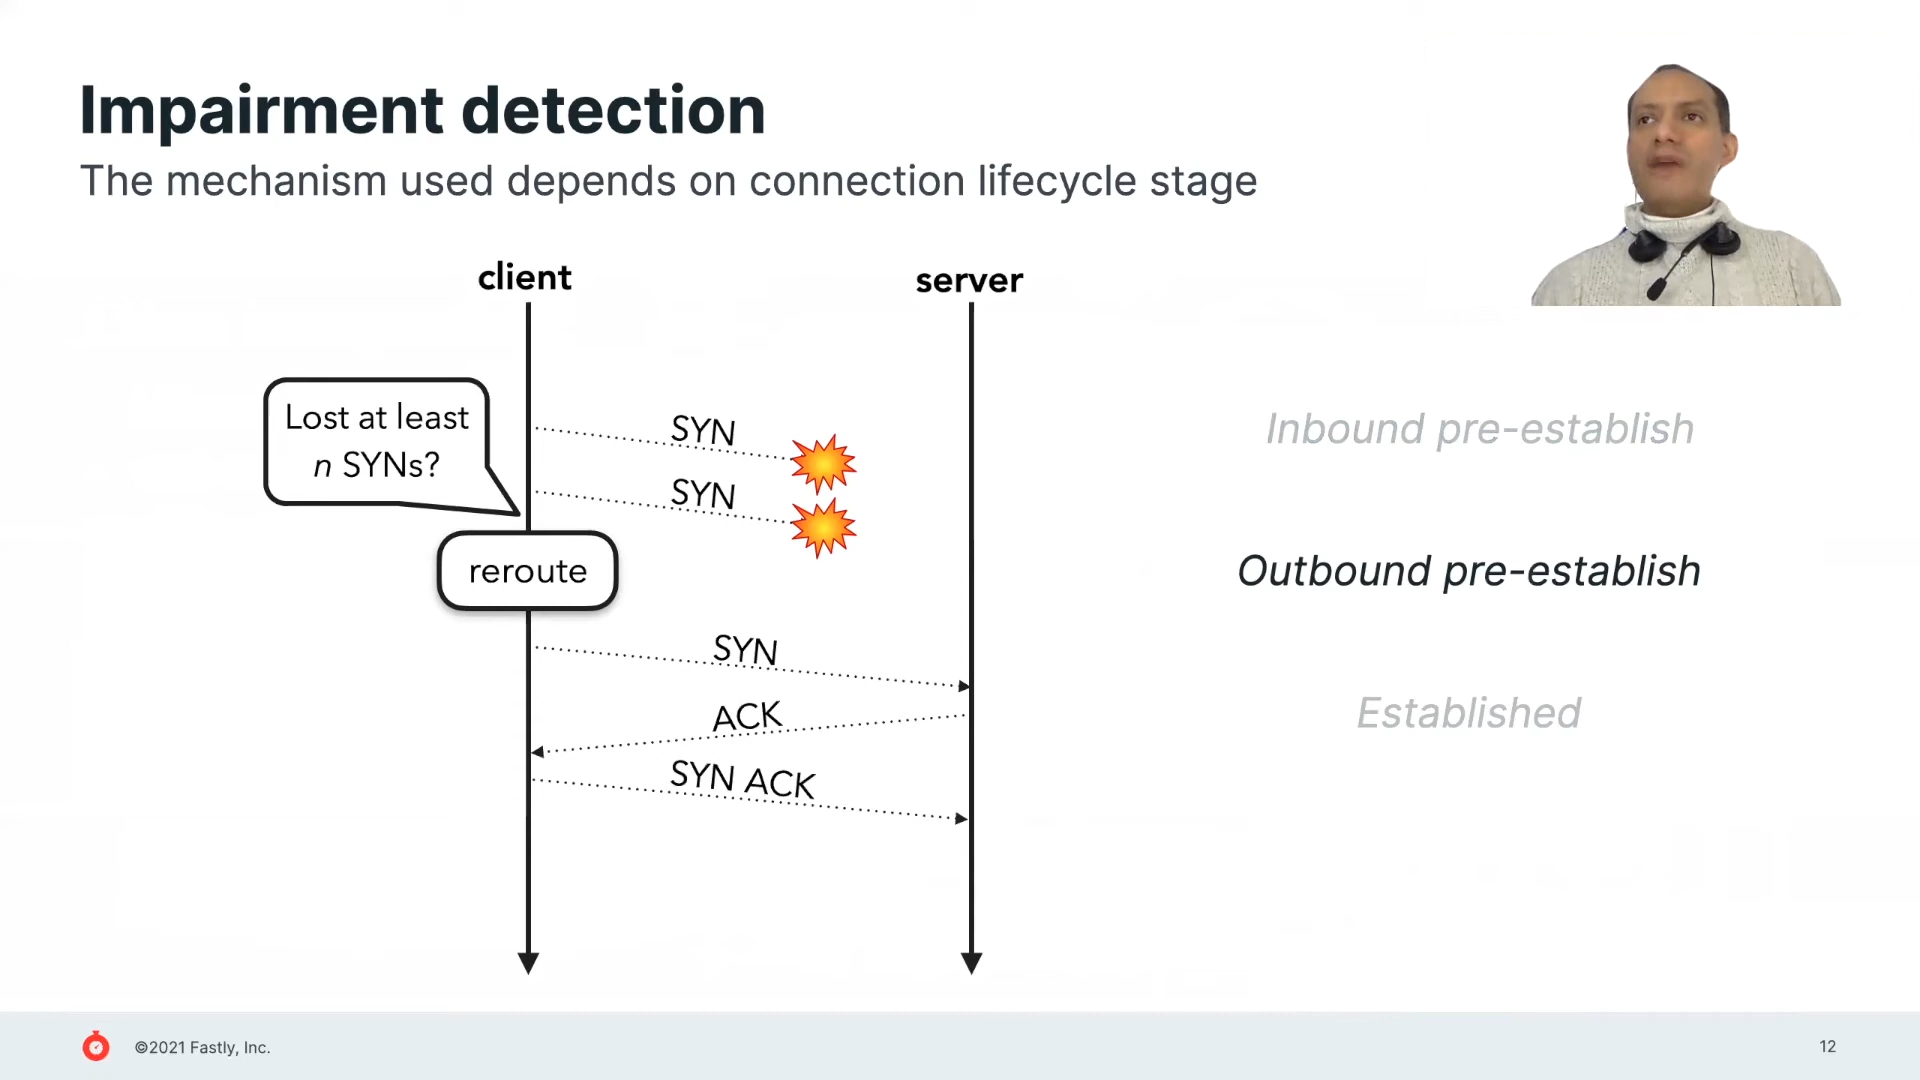 Impairment detection
The mechanism used depends on connection lifecycle stage
client
server
Lost at least
n SYNs?
SYN
SYN
reroute
SYN
ACK
SYN ACK
Inbound pre-establish
Outbound pre-establish
Established
©2021 Fastly, Inc.
12